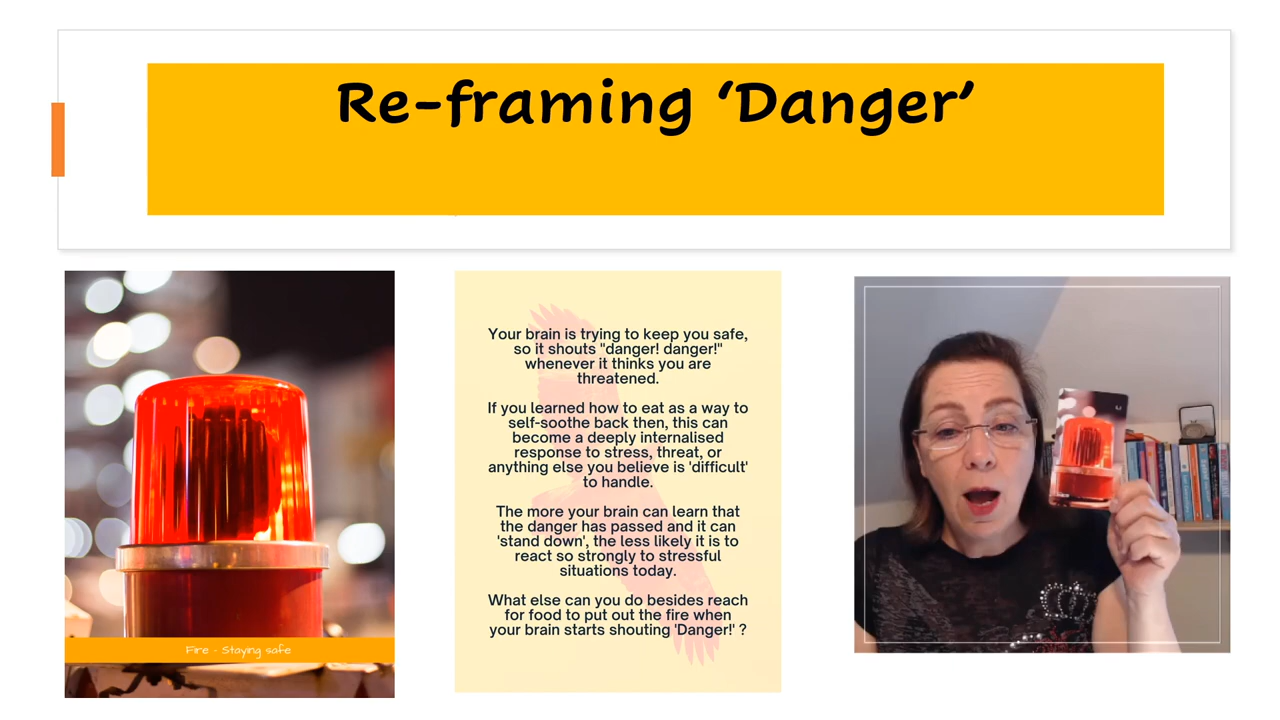 Re-framing ‘Danger’
Your brain is trying to keep you safe,
so it shouts "danger! danger!"
whenever it thinks you are
threatened.
If you learned how to eat as a way to
self-soothe back then, this can
become a deeply internalised
response to stress, threat, or
anything else you believe is 'difficult'
to handle.
The more your brain can learn that
the danger has passed and it can
'stand down', the less likely it is to
react so strongly to stressful
situations today.
What else can you do besides reach
for food to put out the fire when
your brain starts shouting 'Danger!' ?
Fire - Staying safe